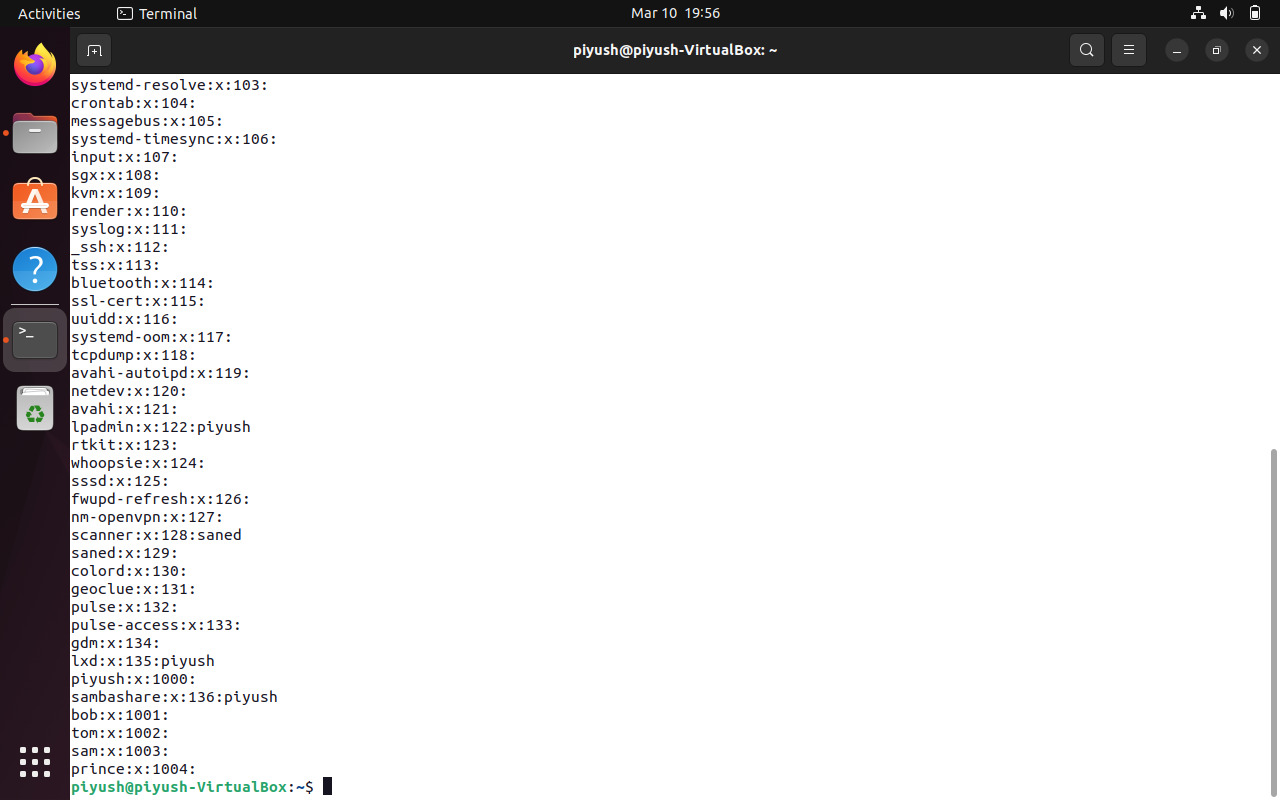 Activities Terminal Mar 10 19:56
piyush@piyush-VirtualBox: ~
systemd-resolve:x:103:
crontab:x:104:
messagebus:x:105:
systemd-timesync:x:106:
input:x:107:
sgx:x:108:
kvm:x:109:
render:x:110:
syslog:x:111:
_ssh:x:112:
tss:x:113:
bluetooth:x:114:
ssl-cert:x:115:
uuidd:x:116:
systemd-oom:x:117:
tcpdump:x:118:
avahi-autoipd:x:119:
netdev:x:120:
avahi:x:121:
lpadmin:x:122:piyush
rtkit:x:123:
whoopsie:x:124:
sssd:x:125:
fwupd-refresh:x:126:
nm-openvpn:x:127:
scanner:x:128:saned
saned:x:129:
colord:x:130:
geoclue:x:131:
pulse:x:132:
pulse-access:x:133:
gdm:x:134:
lxd:x:135:piyush
piyush:x:1000:
sambashare:x:136:piyush
bob:x:1001:
tom:x:1002:
sam:x:1003:
prince:x:1004:
piyush@piyush-VirtualBox:~$